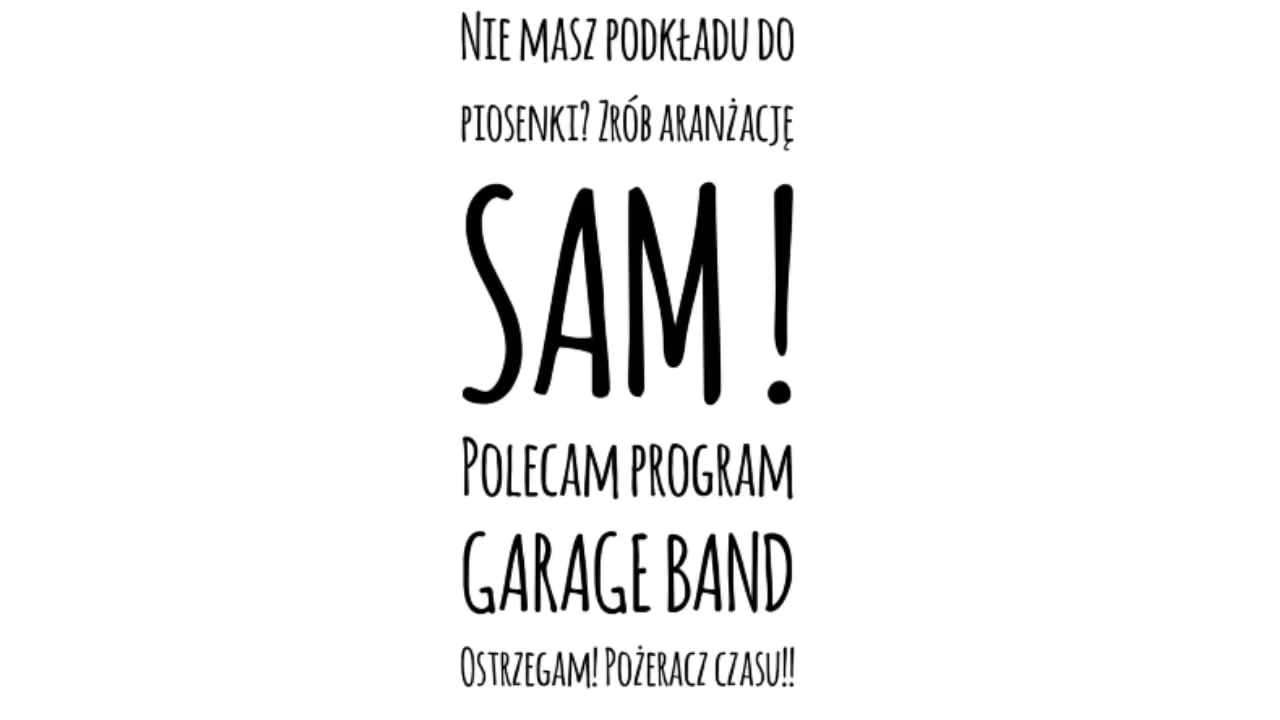 Nie masz podkładu do
piosenki? Zrób aranżację
SAM!
Polecam program
GARAGE BAND
Ostrzegam! Pożeracz czasu!!